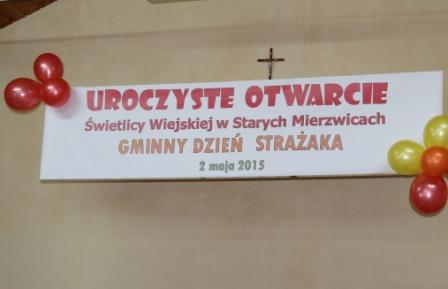 UROCZYSTE OTWARCIE
Świetlicy Wiejskiej w Starych Mierzwicach
GMINNY DZIEŃ STRAŻAKA
2 maja 2015